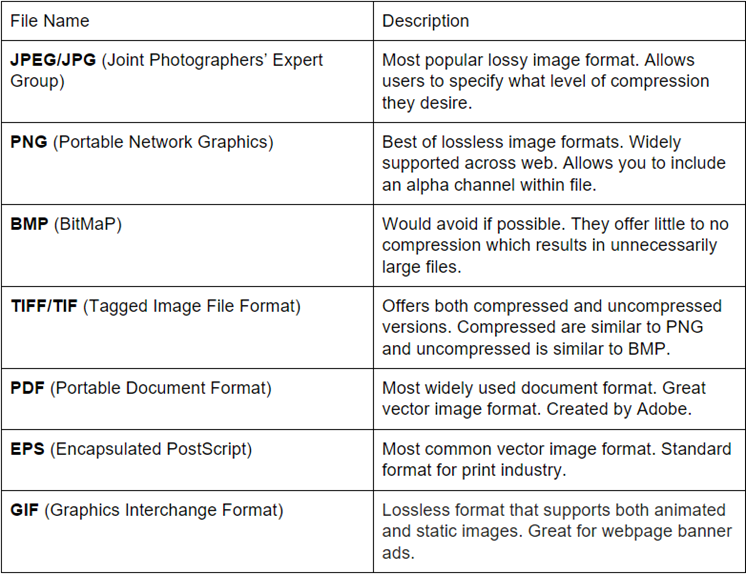 File Name
Description
JPEG/JPG (Joint Photographers’ Expert
Group)
Most popular lossy image format. Allows
users to specify what level of compression
they desire.
PNG (Portable Network Graphics)
Best of lossless image formats. Widely
supported across web. Allows you to include
an alpha channel within file.
BMP (BitMaP)
Would avoid if possible. They offer little to no
compression which results in unnecessarily
large files.
TIFF/TIF (Tagged Image File Format)
Offers both compressed and uncompressed
versions. Compressed are similar to PNG
and uncompressed is similar to BMP.
PDF (Portable Document Format)
Most widely used document format. Great
vector image format. Created by Adobe.
EPS (Encapsulated PostScript)
Most common vector image format. Standard
format for print industry.
GIF (Graphics Interchange Format)
Lossless format that supports both animated
and static images. Great for webpage banner
ads.